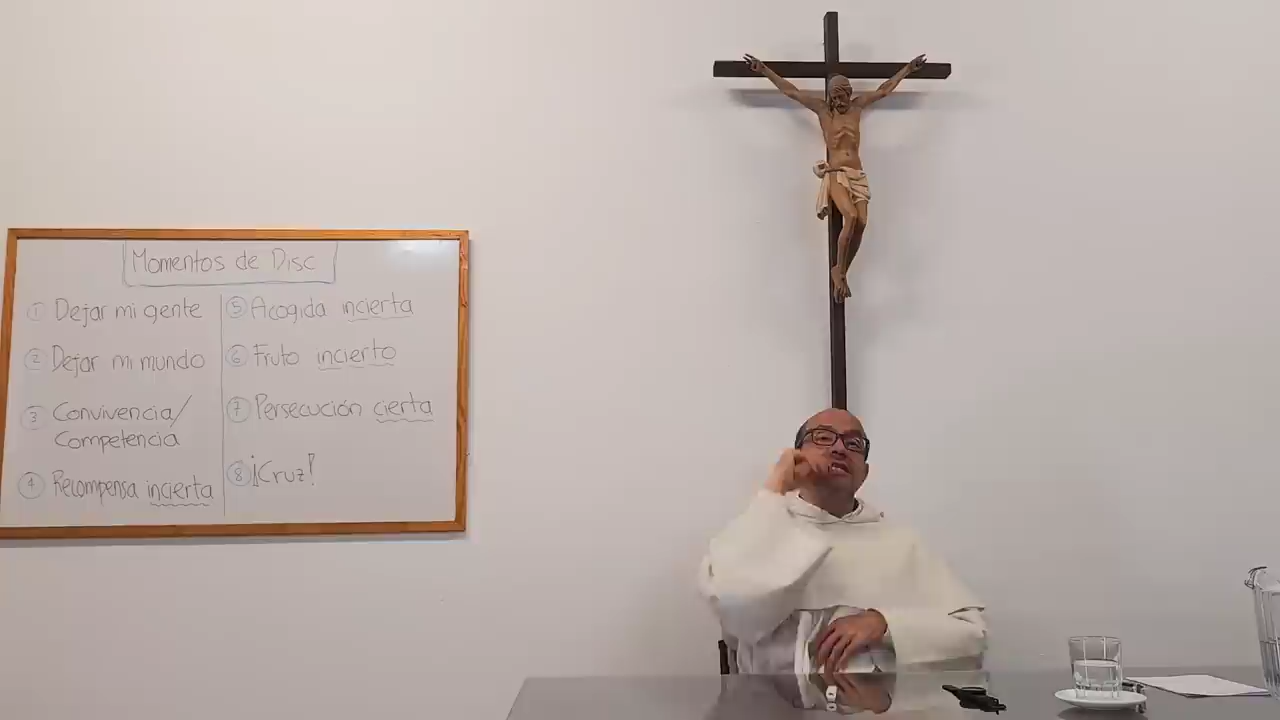 Momentos de Disc
1 Dejar mi gente
2 Dejar mi mundo
3 Convivencia/
Competencia
4 Recompensa incierta
5 Acogida incierta
6 Fruto incierto
7 Persecución cierta
8 ¡Cruz!